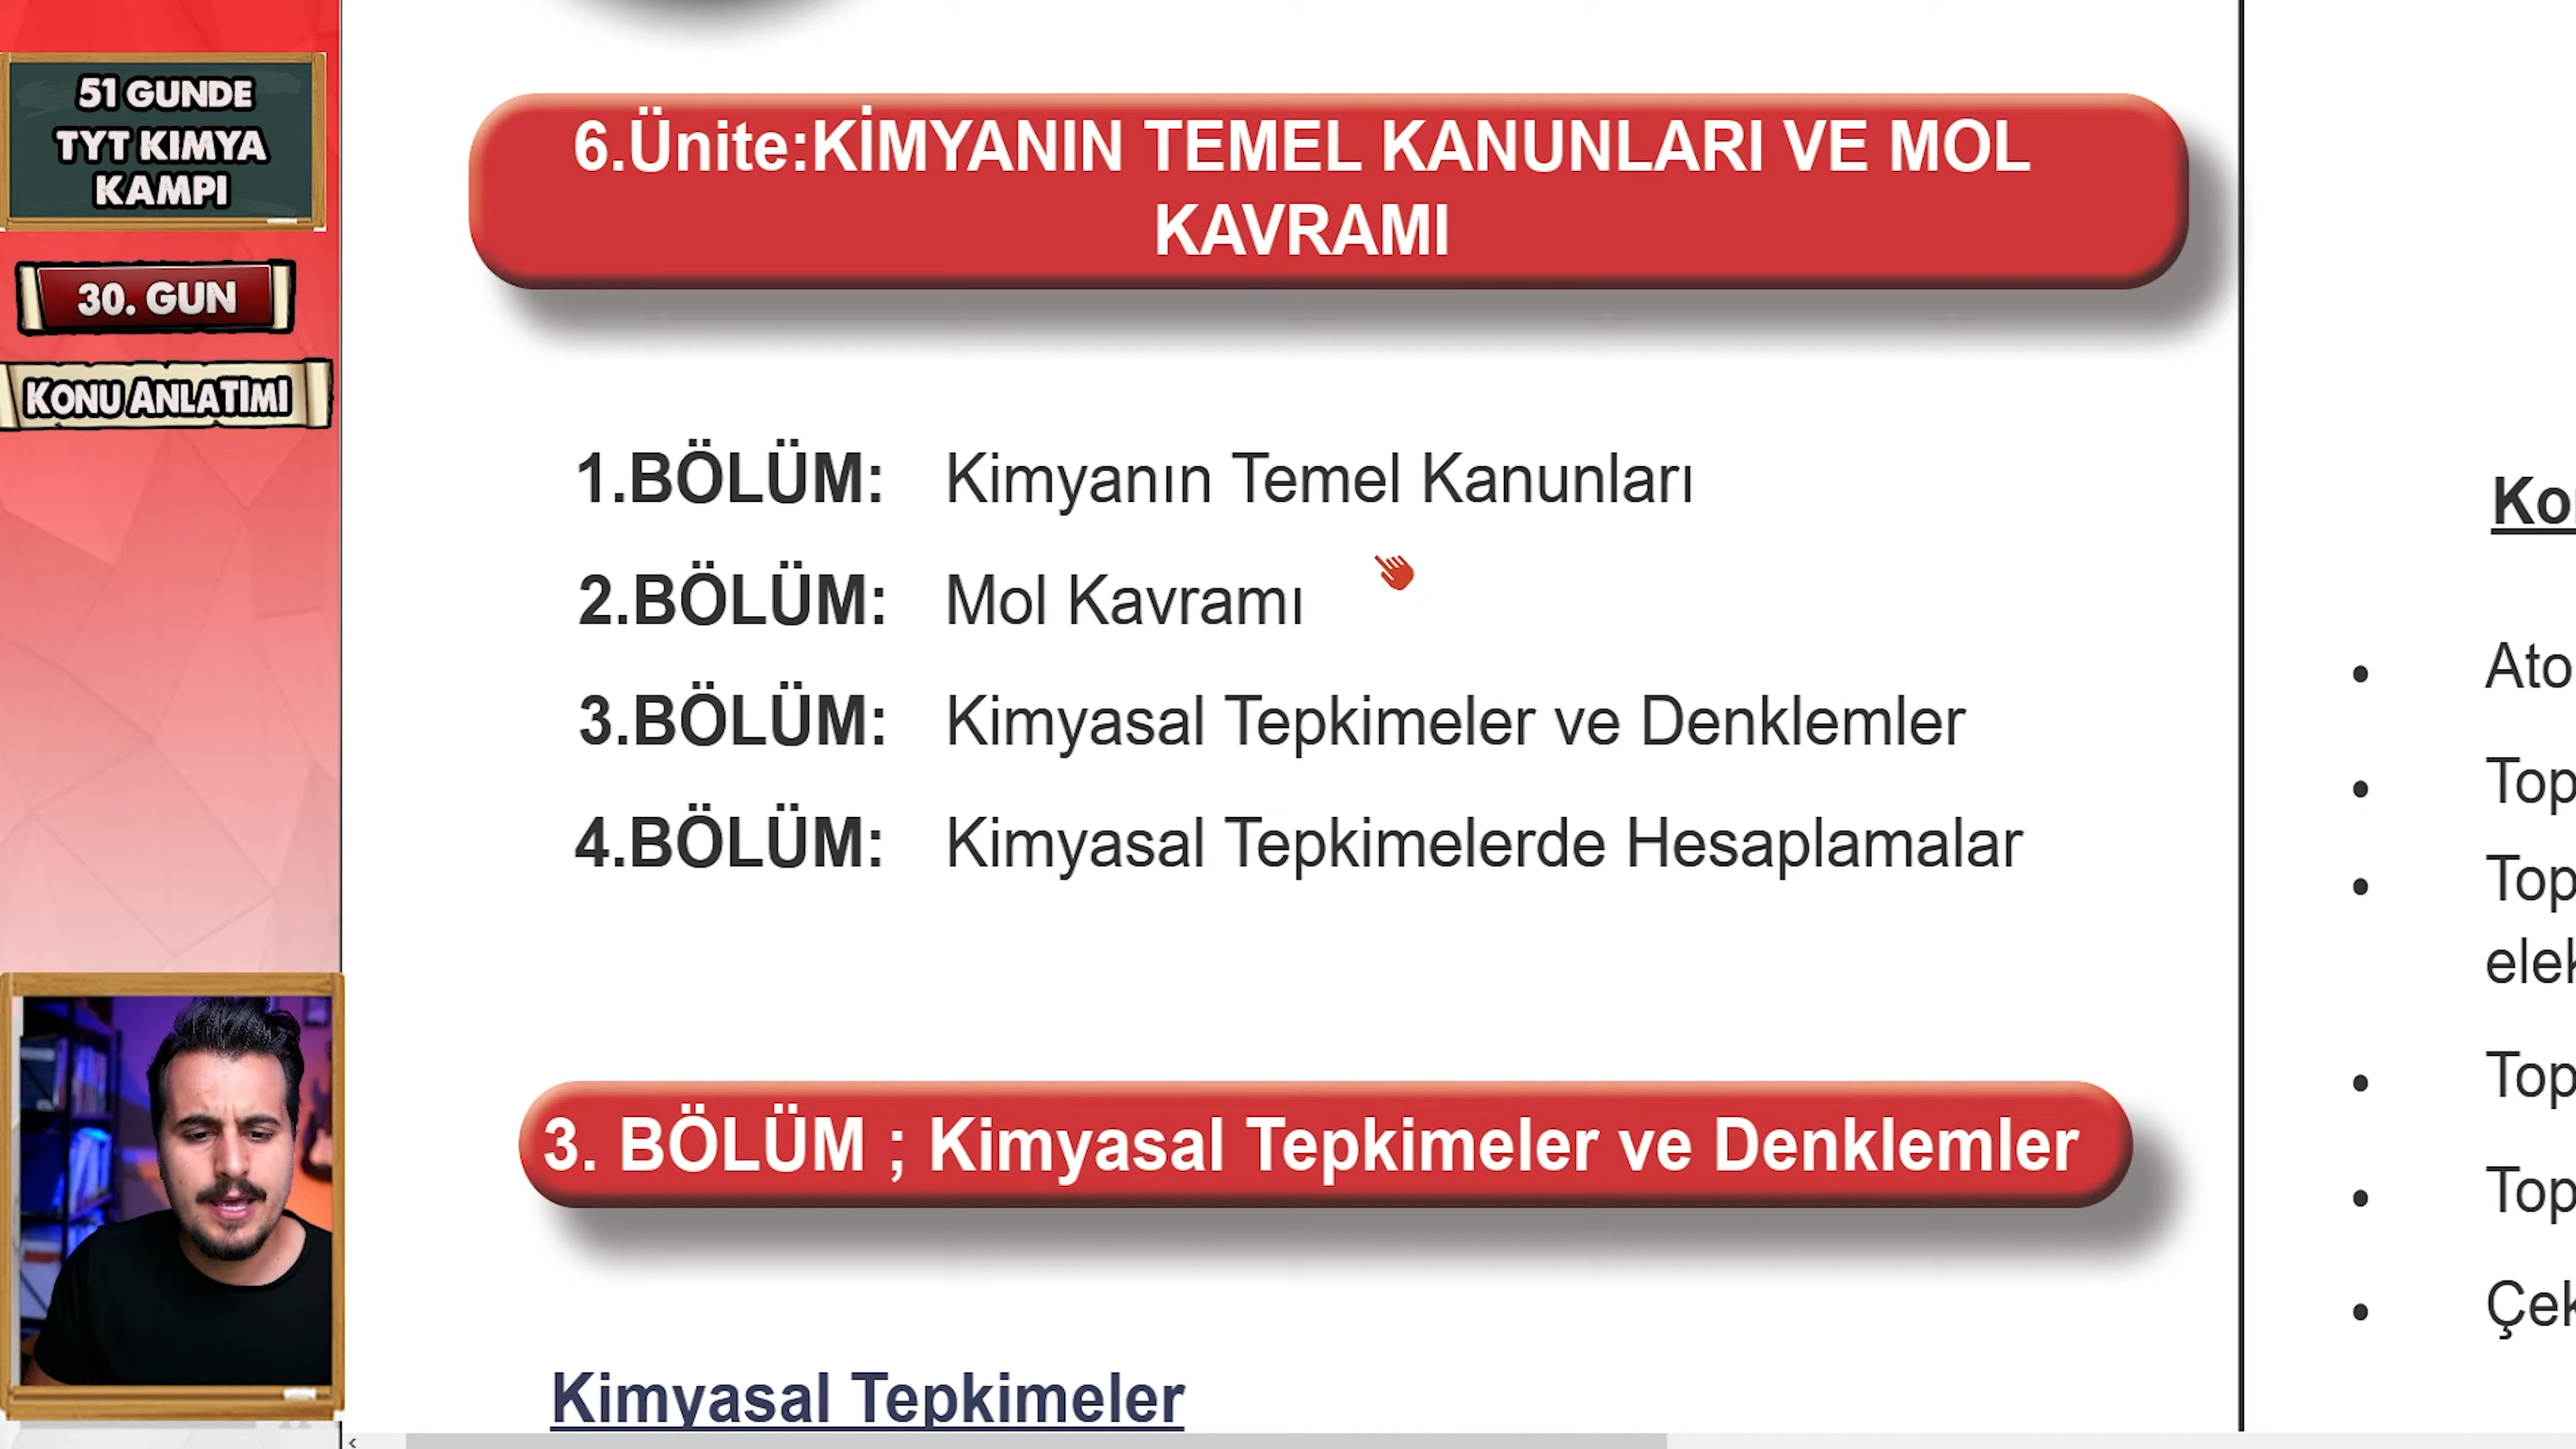 51 GUNDE
TYT KIMYA
KAMPI
30. GUN
KONU ANLATIMI
6.Ünite:KİMYANIN TEMEL KANUNLARI VE MOL
KAVRAMI
1.BÖLÜM: Kimyanın Temel Kanunları
2.BÖLÜM: Mol Kavramı
3.BÖLÜM: Kimyasal Tepkimeler ve Denklemler
4.BÖLÜM: Kimyasal Tepkimelerde Hesaplamalar
3. BÖLÜM ; Kimyasal Tepkimeler ve Denklemler
Kimyasal Tepkimeler